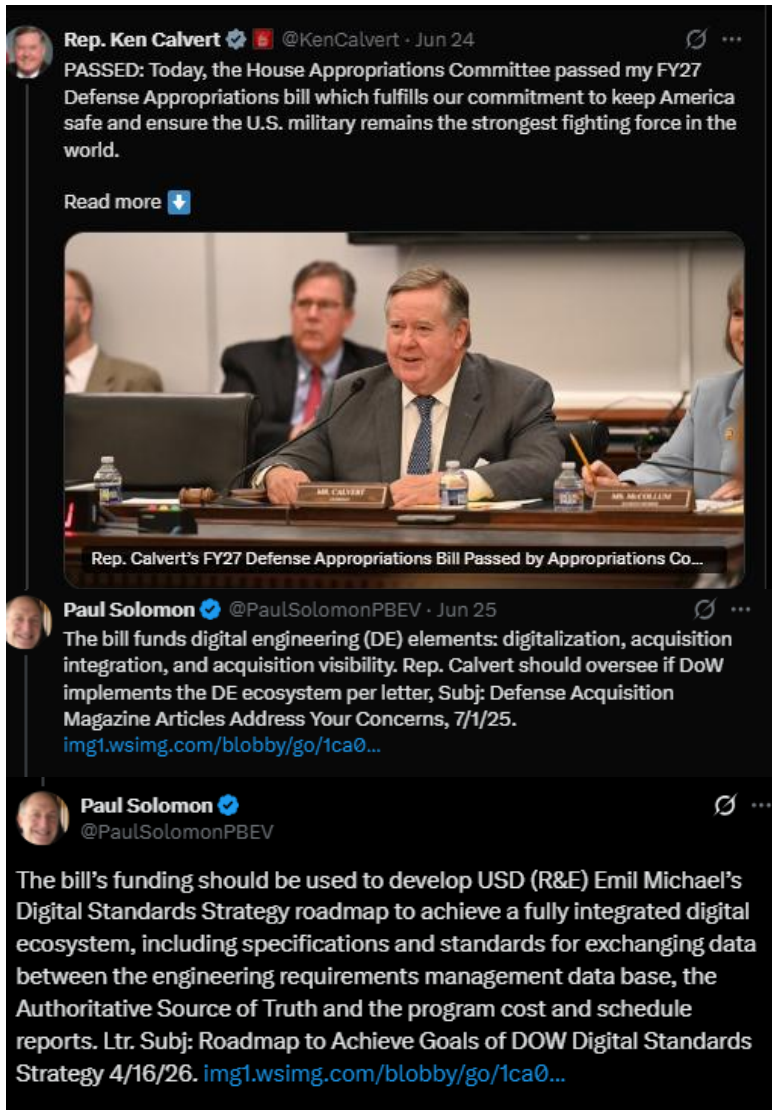 Rep. Ken Calvert @KenCalvert · Jun 24
PASSED: Today, the House Appropriations Committee passed my FY27
Defense Appropriations bill which fulfills our commitment to keep America
safe and ensure the U.S. military remains the strongest fighting force in the
world.
Read more
MR. CALVERT
MS. McCOLLUM
Rep. Calvert's FY27 Defense Appropriations Bill Passed by Appropriations Co...
Paul Solomon @PaulSolomonPBEV · Jun 25
The bill funds digital engineering (DE) elements: digitalization, acquisition
integration, and acquisition visibility. Rep. Calvert should oversee if DoW
implements the DE ecosystem per letter, Subj: Defense Acquisition
Magazine Articles Address Your Concerns, 7/1/25.
img1.wsimg.com/blobby/go/1ca0...
Paul Solomon
@PaulSolomonPBEV
The bill's funding should be used to develop USD (R&E) Emil Michael's
Digital Standards Strategy roadmap to achieve a fully integrated digital
ecosystem, including specifications and standards for exchanging data
between the engineering requirements management data base, the
Authoritative Source of Truth and the program cost and schedule
reports. Ltr. Subj: Roadmap to Achieve Goals of DOW Digital Standards
Strategy 4/16/26. img1.wsimg.com/blobby/go/1ca0...